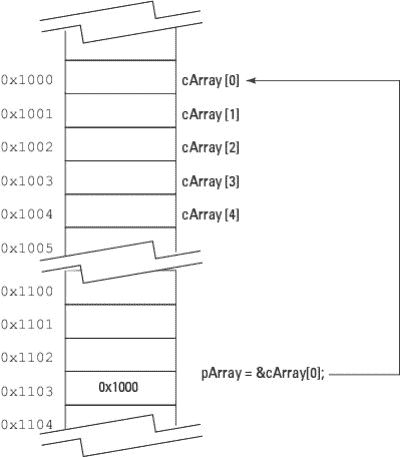 0x1000 cArray [0]
0x1001 cArray [1]
0x1002 cArray [2]
0x1003 cArray [3]
0x1004 cArray [4]
0x1005
0x1100
0x1101
0x1102 pArray = &cArray[0];
0x1103 0x1000
0x1104